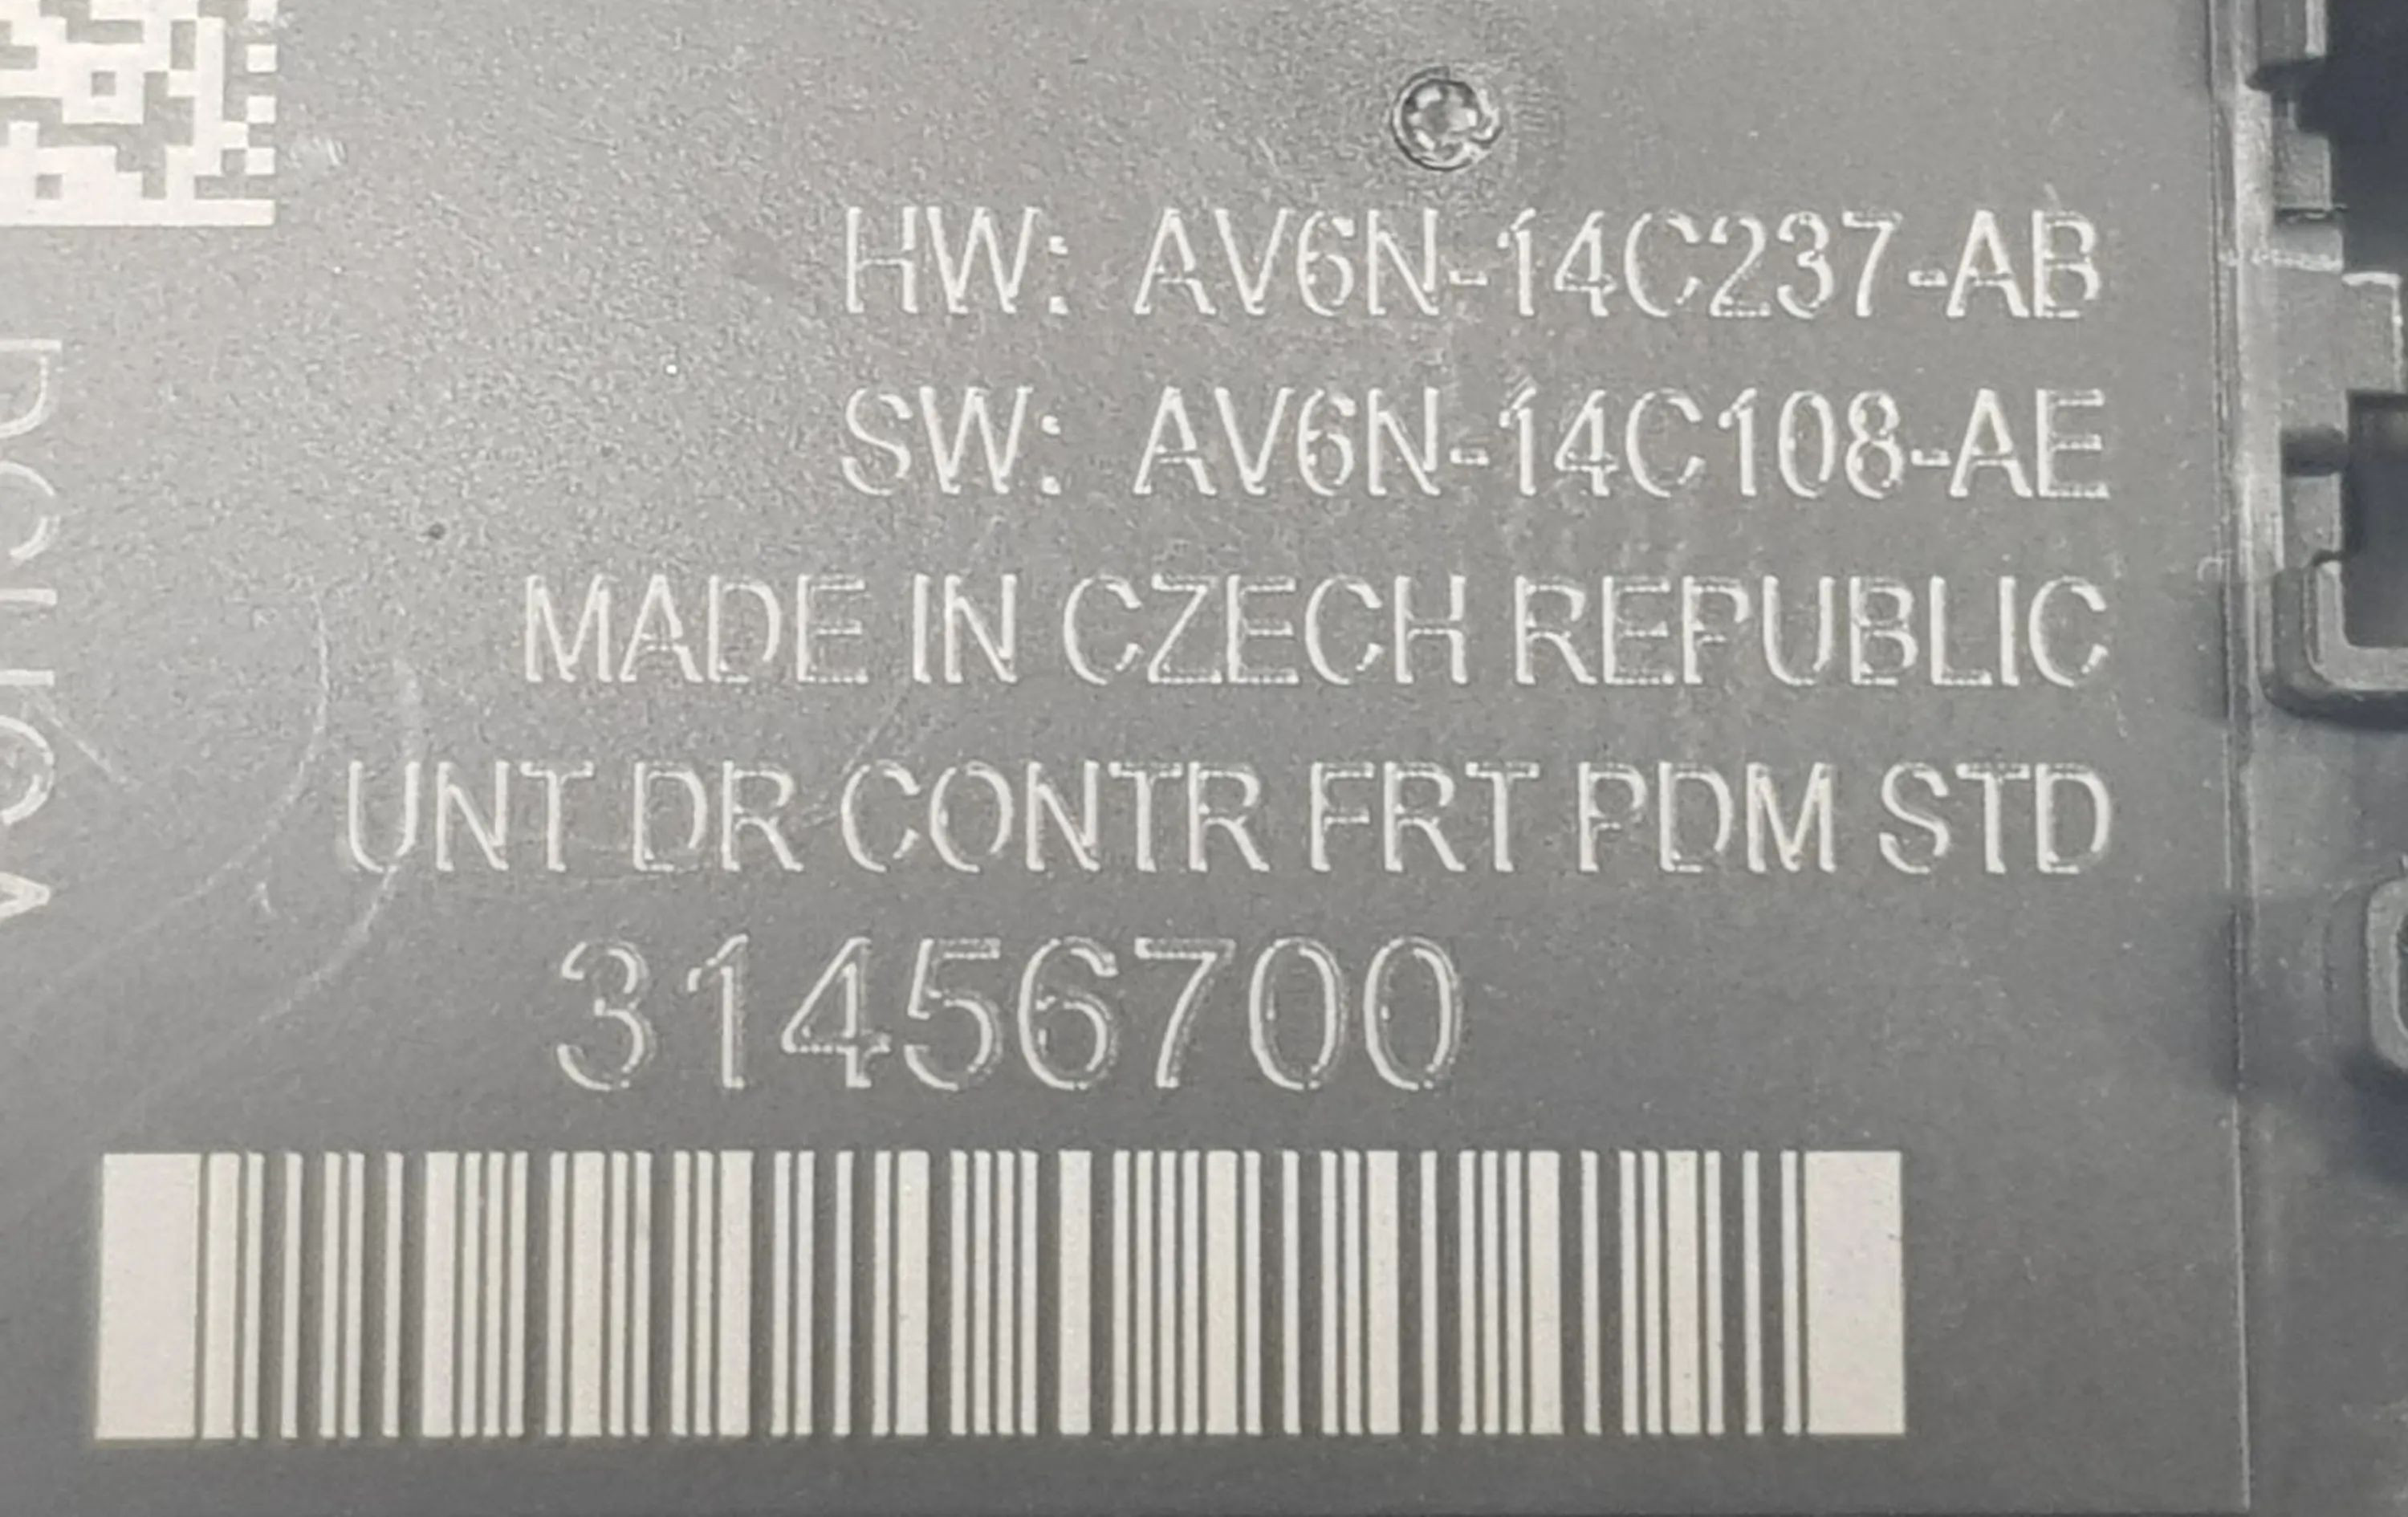 HW: AV6N-14C237-AB
SW: AV6N-14C108-AE
MADE IN CZECH REPUBLIC
UNT DR CONTR FRT PDM STD
31456700